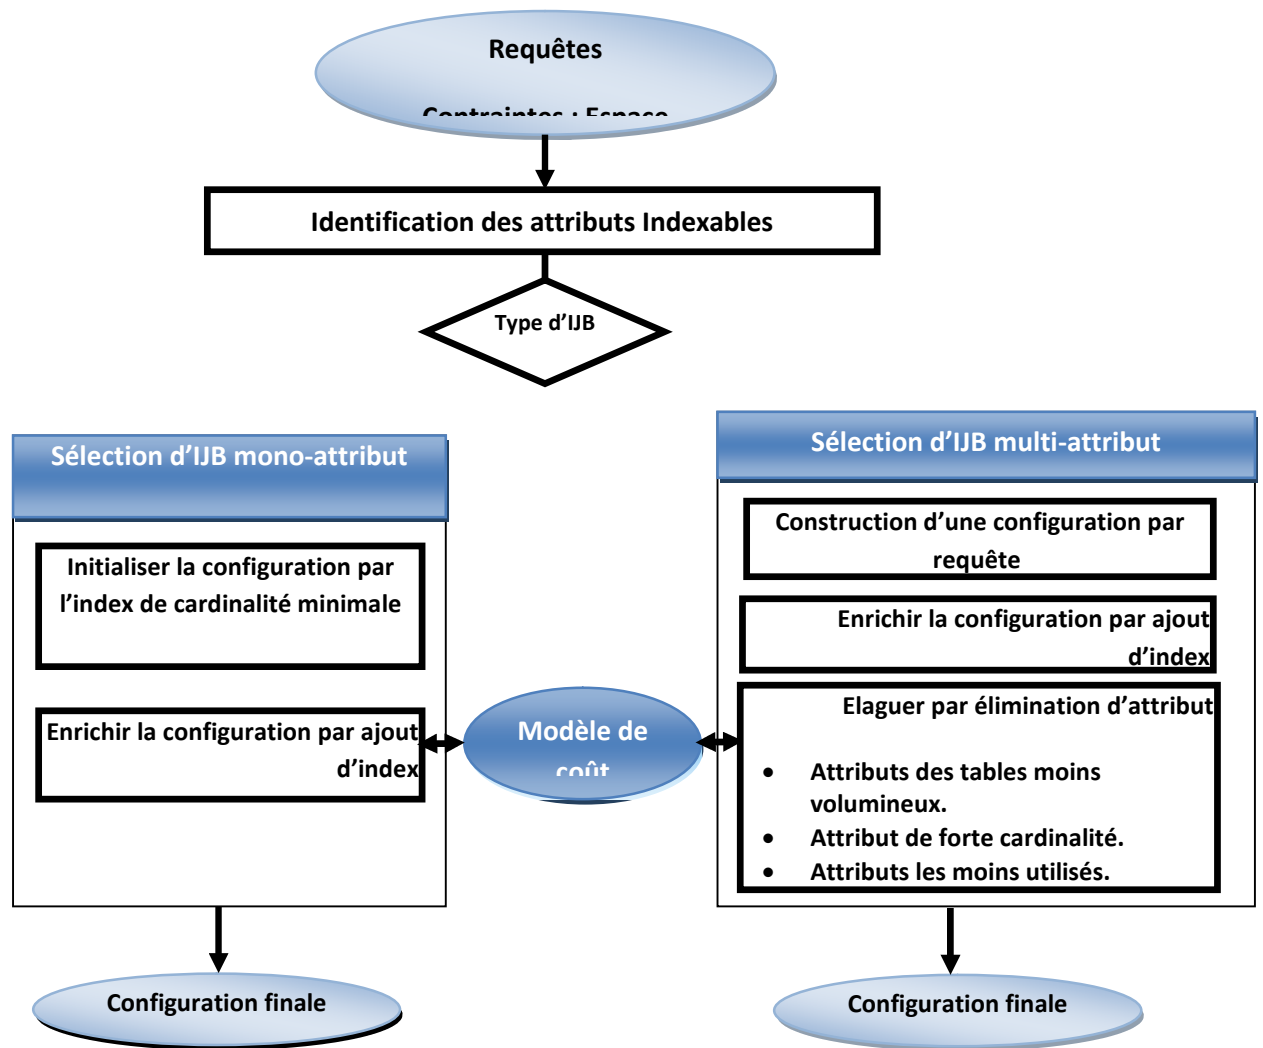 Requêtes
Contraintes : Espace
Identification des attributs Indexables
Type d’IJB
Sélection d’IJB mono-attribut
Initialiser la configuration par
l’index de cardinalité minimale
Enrichir la configuration par ajout
d’index
Modèle de
coût
Sélection d’IJB multi-attribut
Construction d’une configuration par
requête
Enrichir la configuration par ajout
d’index
Elaguer par élimination d’attribut
• Attributs des tables moins
volumineux.
• Attribut de forte cardinalité.
• Attributs les moins utilisés.
Configuration finale
Configuration finale